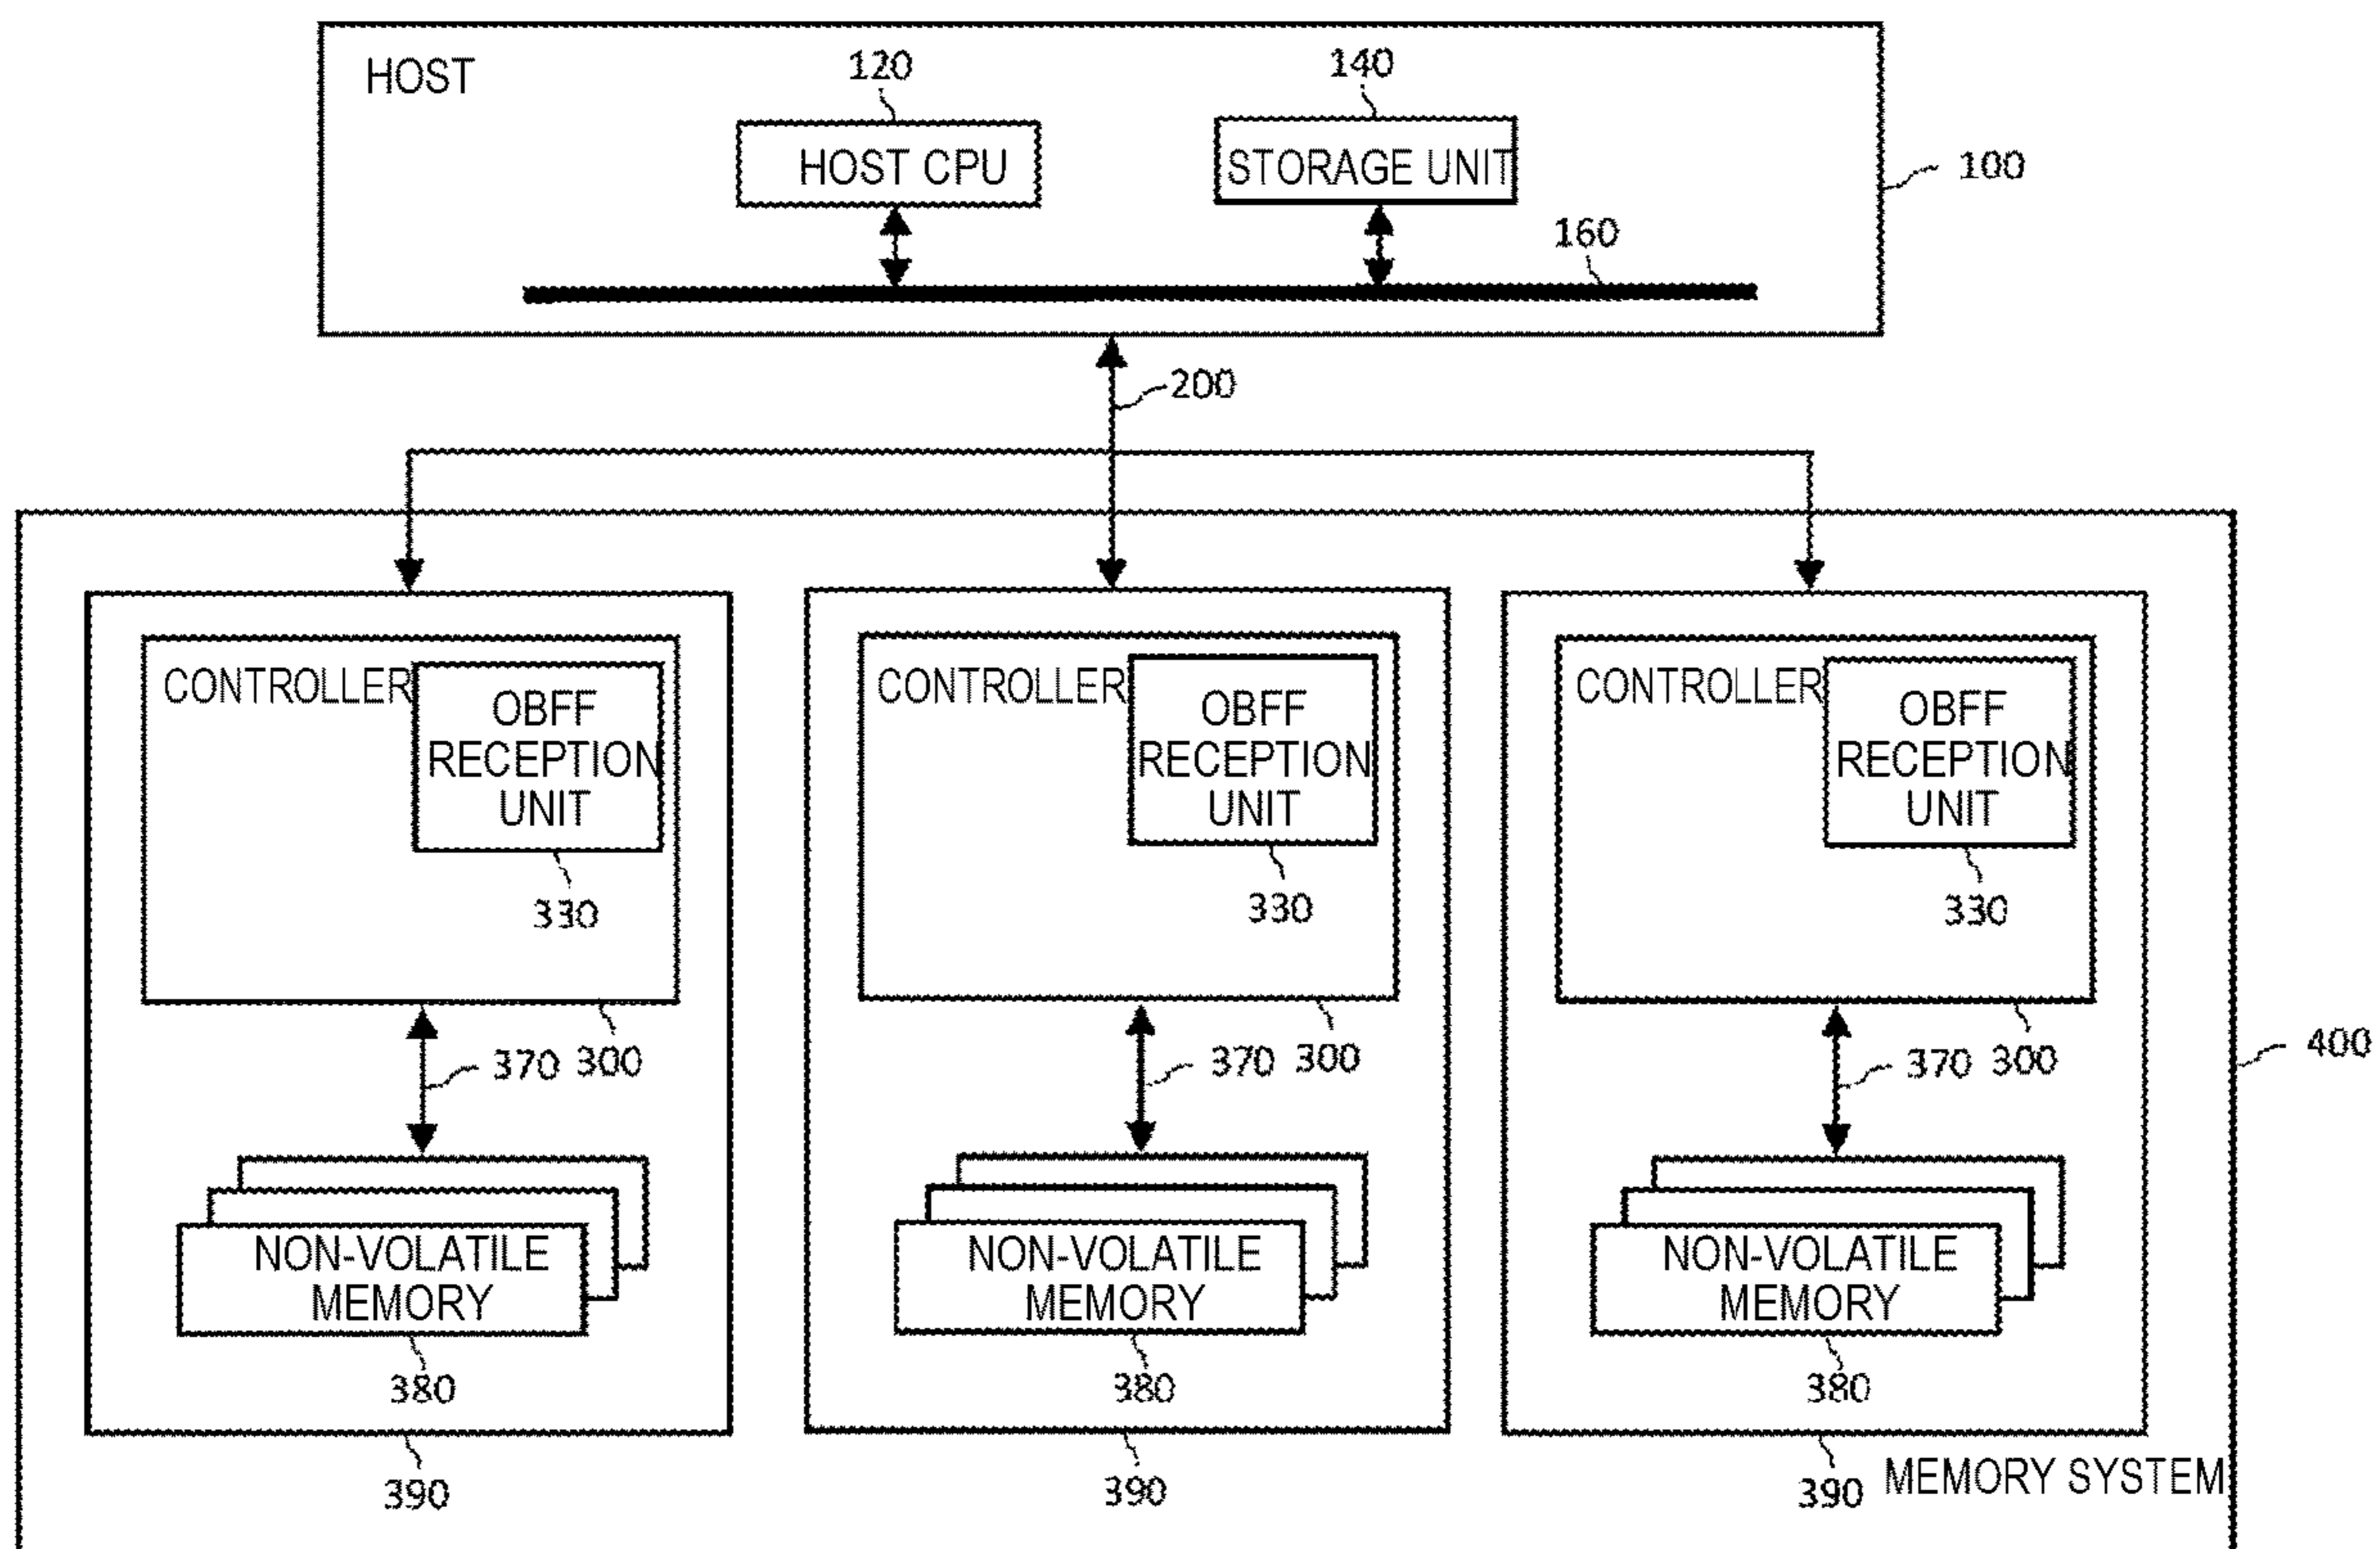 HOST
120
140
HOST CPU
STORAGE UNIT
100
160
200
CONTROLLER
OBFF
RECEPTION
UNIT
330
CONTROLLER
OBFF
RECEPTION
UNIT
330
CONTROLLER
OBFF
RECEPTION
UNIT
330
370 300
370 300
370 300
400
NON-VOLATILE
MEMORY
380
NON-VOLATILE
MEMORY
380
NON-VOLATILE
MEMORY
380
390
390
390
MEMORY SYSTEM